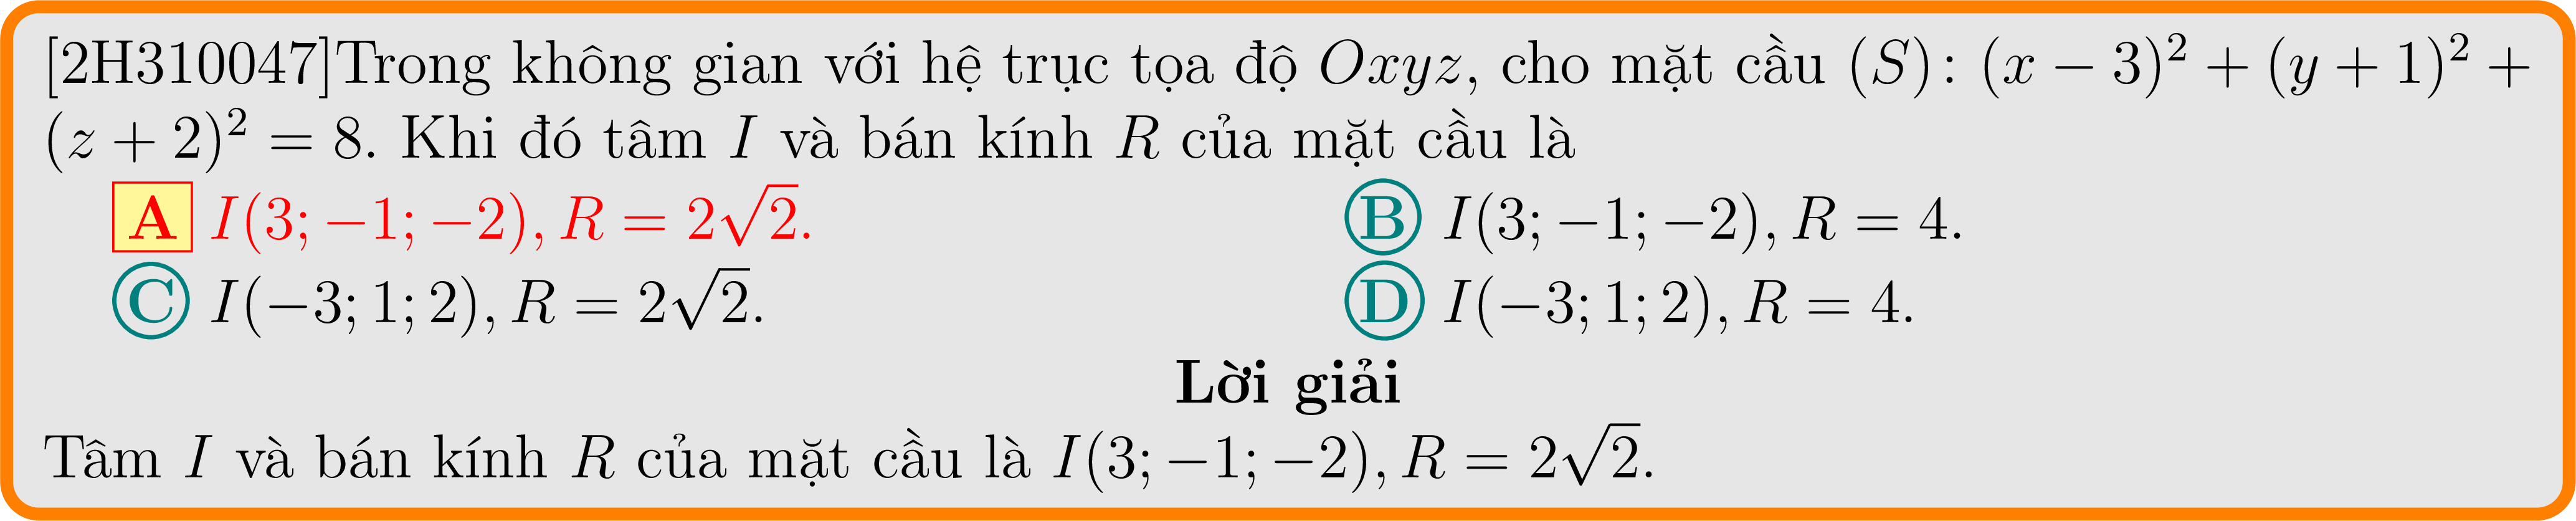 [2H310047]Trong không gian với hệ trục tọa độ Oxyz, cho mặt cầu (S): (x − 3)² + (y + 1)² +
(z + 2)² = 8. Khi đó tâm I và bán kính R của mặt cầu là
A I(3; −1; −2), R = 2√2. B I(3; −1; −2), R = 4.
C I(−3; 1; 2), R = 2√2. D I(−3; 1; 2), R = 4.
Lời giải
Tâm I và bán kính R của mặt cầu là I(3; −1; −2), R = 2√2.